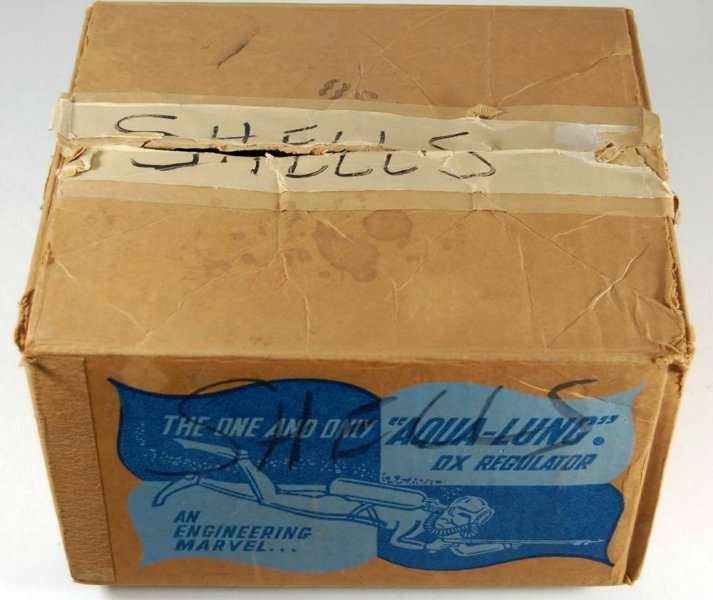 SHELLS
SHELLS
THE ONE AND ONLY "AQUA-LUNG"®
DX REGULATOR
AN
ENGINEERING
MARVEL...